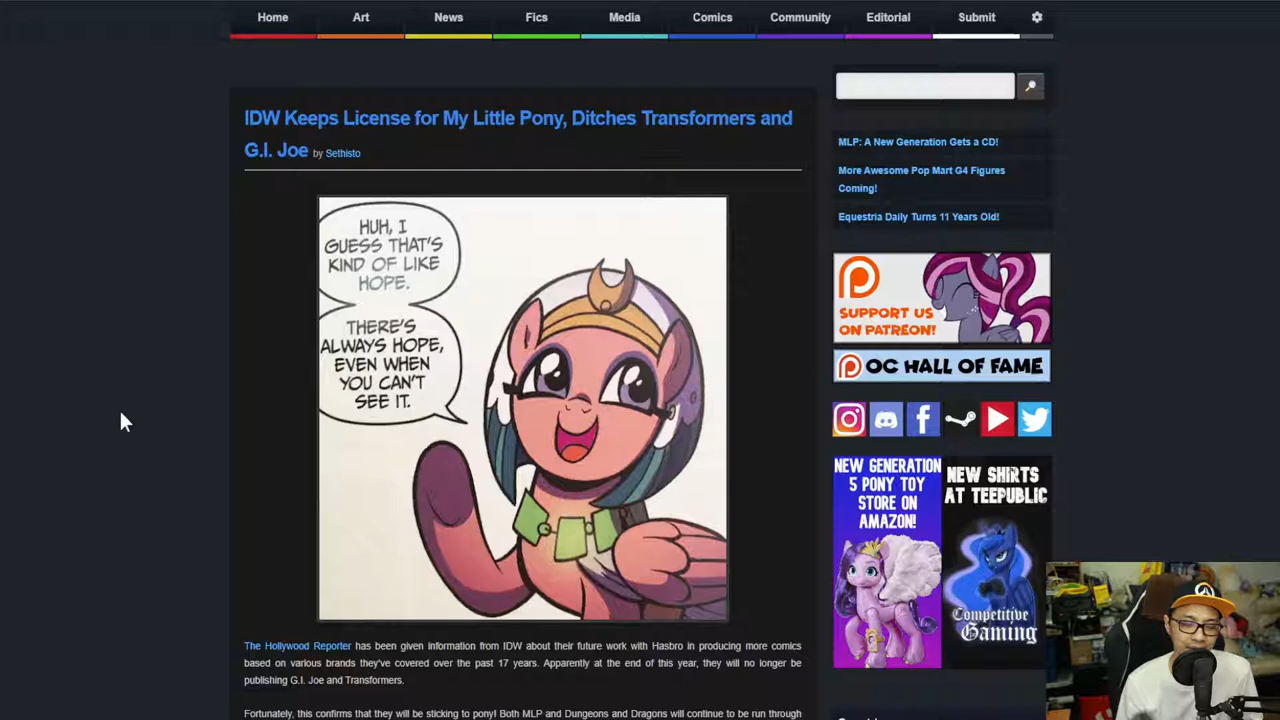 Home Art News Fics Media Comics Community Editorial Submit
IDW Keeps License for My Little Pony, Ditches Transformers and
G.I. Joe by Sethisto
HUH, I
GUESS THAT'S
KIND OF LIKE
HOPE.
THERE'S
ALWAYS HOPE,
EVEN WHEN
YOU CAN'T
SEE IT.
The Hollywood Reporter has been given information from IDW about their future work with Hasbro in producing more comics
based on various brands they've covered over the past 17 years. Apparently at the end of this year, they will no longer be
publishing G.I. Joe and Transformers.
Fortunately, this confirms that they will be sticking to pony! Both MLP and Dungeons and Dragons will continue to be run through
MLP: A New Generation Gets a CD!
More Awesome Pop Mart G4 Figures
Coming!
Equestria Daily Turns 11 Years Old!
SUPPORT US
ON PATREON!
OC HALL OF FAME
NEW GENERATION
5 PONY TOY
STORE ON
AMAZON!
NEW SHIRTS
AT TEEPUBLIC
Competitive
Gaming